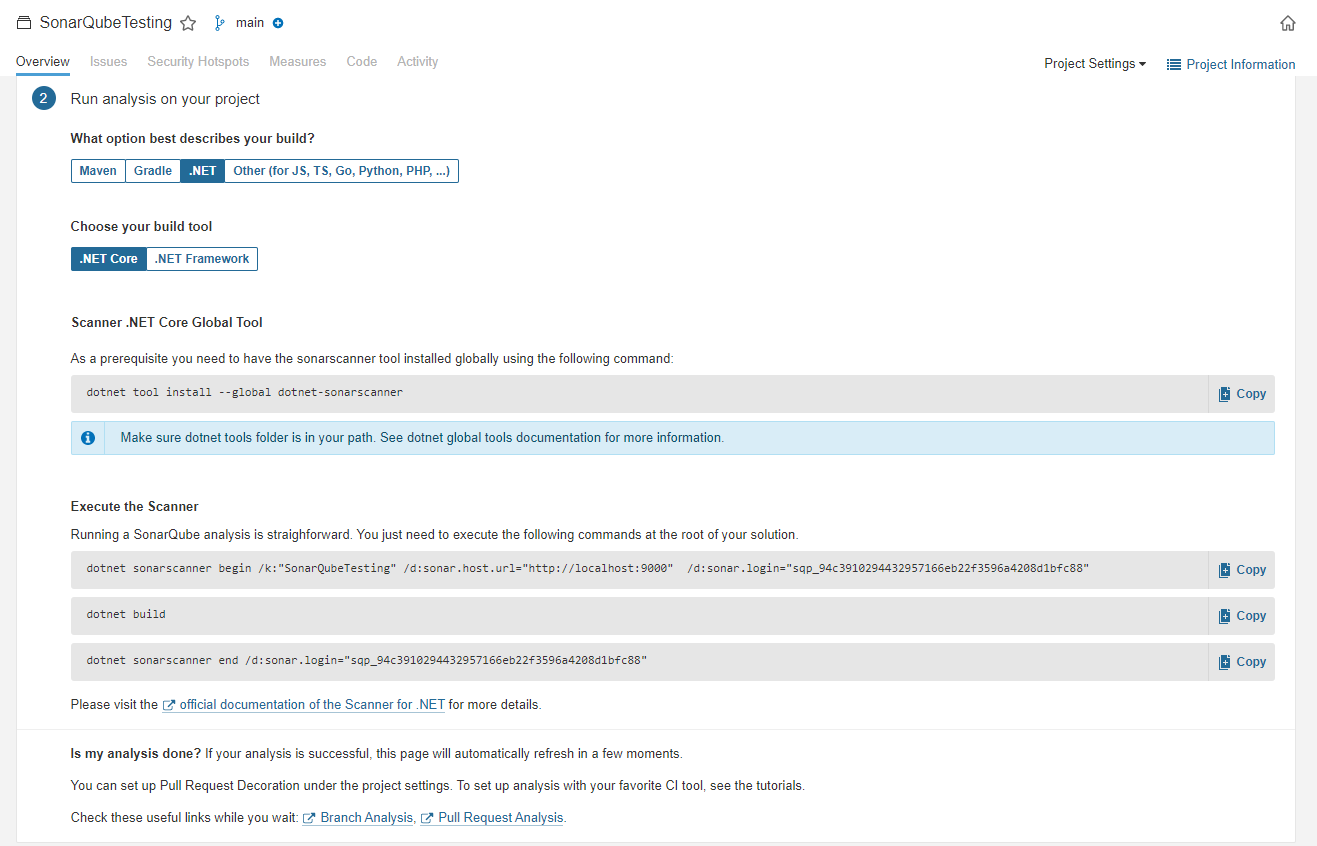 SonarQubeTesting main
Overview Issues Security Hotspots Measures Code Activity Project Settings Project Information
2 Run analysis on your project
What option best describes your build?
Maven Gradle .NET Other (for JS, TS, Go, Python, PHP, ...)
Choose your build tool
.NET Core .NET Framework
Scanner .NET Core Global Tool
As a prerequisite you need to have the sonarscanner tool installed globally using the following command:
dotnet tool install --global dotnet-sonarscanner Copy
Make sure dotnet tools folder is in your path. See dotnet global tools documentation for more information.
Execute the Scanner
Running a SonarQube analysis is straighforward. You just need to execute the following commands at the root of your solution.
dotnet sonarscanner begin /k:"SonarQubeTesting" /d:sonar.host.url="http://localhost:9000"  /d:sonar.login="sqp_94c3910294432957166eb22f3596a4208d1bfc88" Copy
dotnet build Copy
dotnet sonarscanner end /d:sonar.login="sqp_94c3910294432957166eb22f3596a4208d1bfc88" Copy
Please visit the official documentation of the Scanner for .NET for more details.
Is my analysis done? If your analysis is successful, this page will automatically refresh in a few moments.
You can set up Pull Request Decoration under the project settings. To set up analysis with your favorite CI tool, see the tutorials.
Check these useful links while you wait: Branch Analysis, Pull Request Analysis.